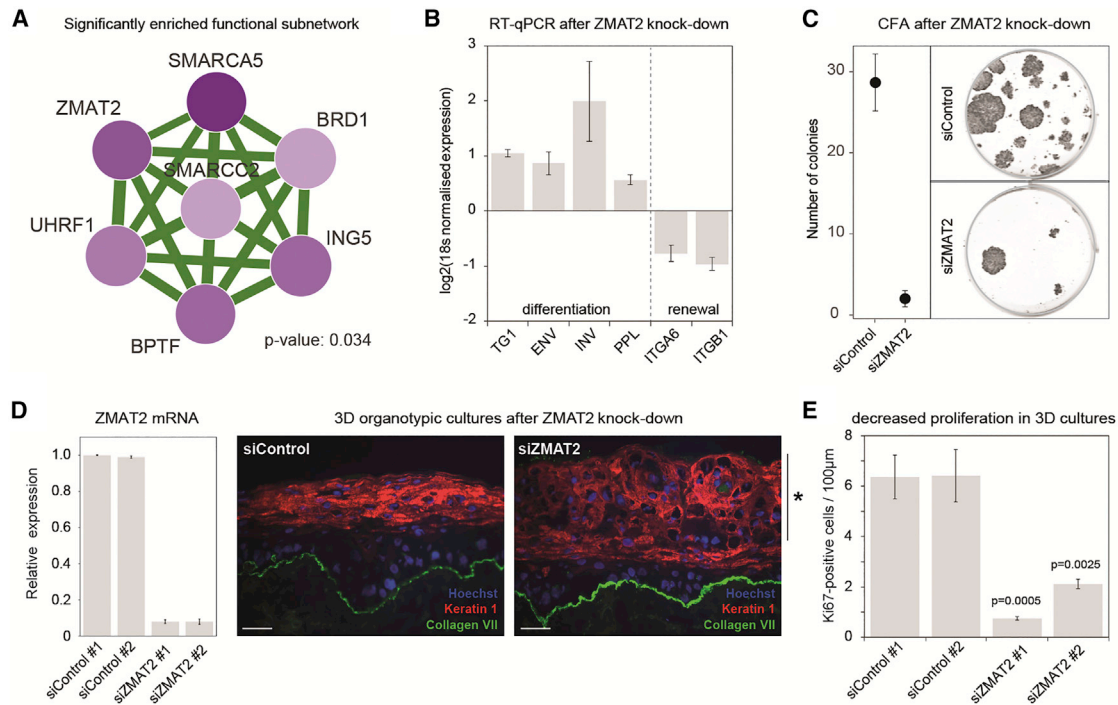 A
Significantly enriched functional subnetwork
SMARCA5
ZMAT2
BRD1
SMARCC2
UHRF1
ING5
BPTF
p-value: 0.034
B
RT-qPCR after ZMAT2 knock-down
log2(18s normalised expression)
3
2
1
0
-1
-2
differentiation
renewal
TG1
ENV
INV
PPL
ITGA6
ITGB1
C
CFA after ZMAT2 knock-down
Number of colonies
30
20
10
0
siControl
siZMAT2
siControl
siZMAT2
D
ZMAT2 mRNA
Relative expression
1.0
0.8
0.6
0.4
0.2
0
siControl #1
siControl #2
siZMAT2 #1
siZMAT2 #2
3D organotypic cultures after ZMAT2 knock-down
siControl
Hoechst
Keratin 1
Collagen VII
siZMAT2
Hoechst
Keratin 1
Collagen VII
*
E
decreased proliferation in 3D cultures
Ki67-positive cells / 100µm
8
6
4
2
0
p=0.0005
p=0.0025
siControl #1
siControl #2
siZMAT2 #1
siZMAT2 #2